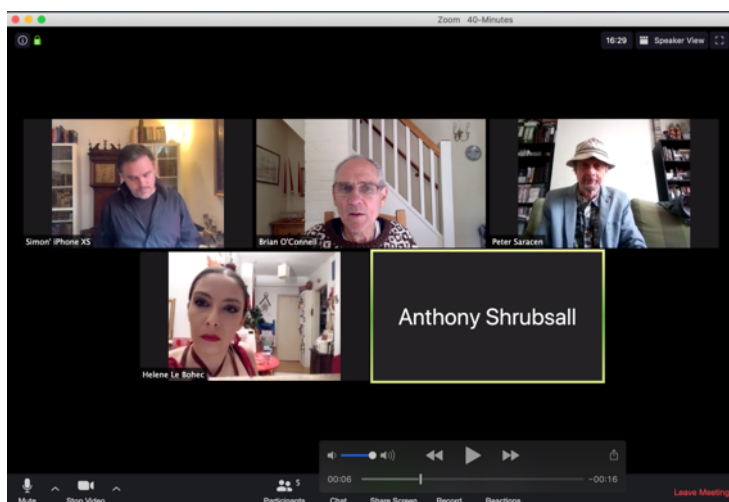 Zoom 40-Minutes
16:29 Speaker View
Simon' iPhone XS
Brian O'Connell
Peter Saracen
Helene Le Bohec
Anthony Shrubsall
00:06
-00:16
5
Mute
Stop Video
Participants
Chat
Share Screen
Record
Reactions
Leave Meeting